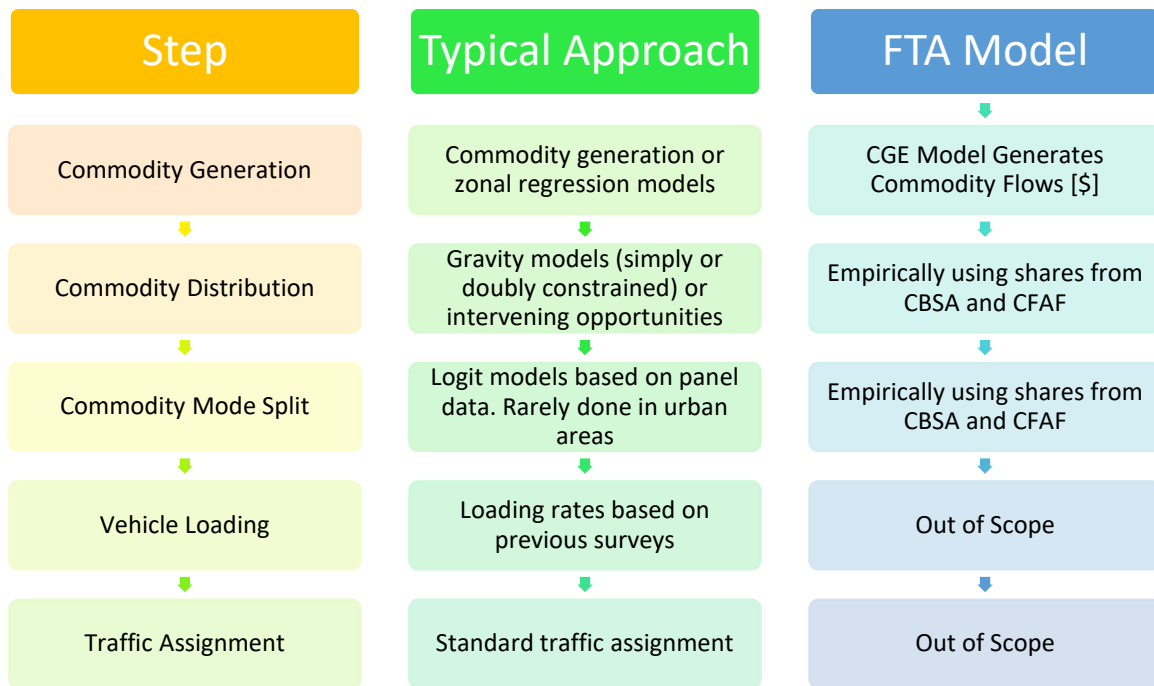 Step
Typical Approach
FTA Model
Commodity Generation
Commodity generation or
zonal regression models
CGE Model Generates
Commodity Flows [$]
Commodity Distribution
Gravity models (simply or
doubly constrained) or
intervening opportunities
Empirically using shares from
CBSA and CFAF
Commodity Mode Split
Logit models based on panel
data. Rarely done in urban
areas
Empirically using shares from
CBSA and CFAF
Vehicle Loading
Loading rates based on
previous surveys
Out of Scope
Traffic Assignment
Standard traffic assignment
Out of Scope